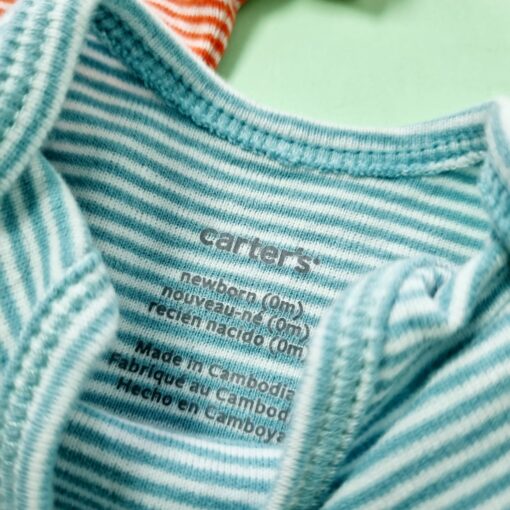 carter's
newborn (0m)
nouveau-né (0m)
recién nacido (0m
Made in Cambodia
Fabriqué au Cambod
Hecho en Camboya